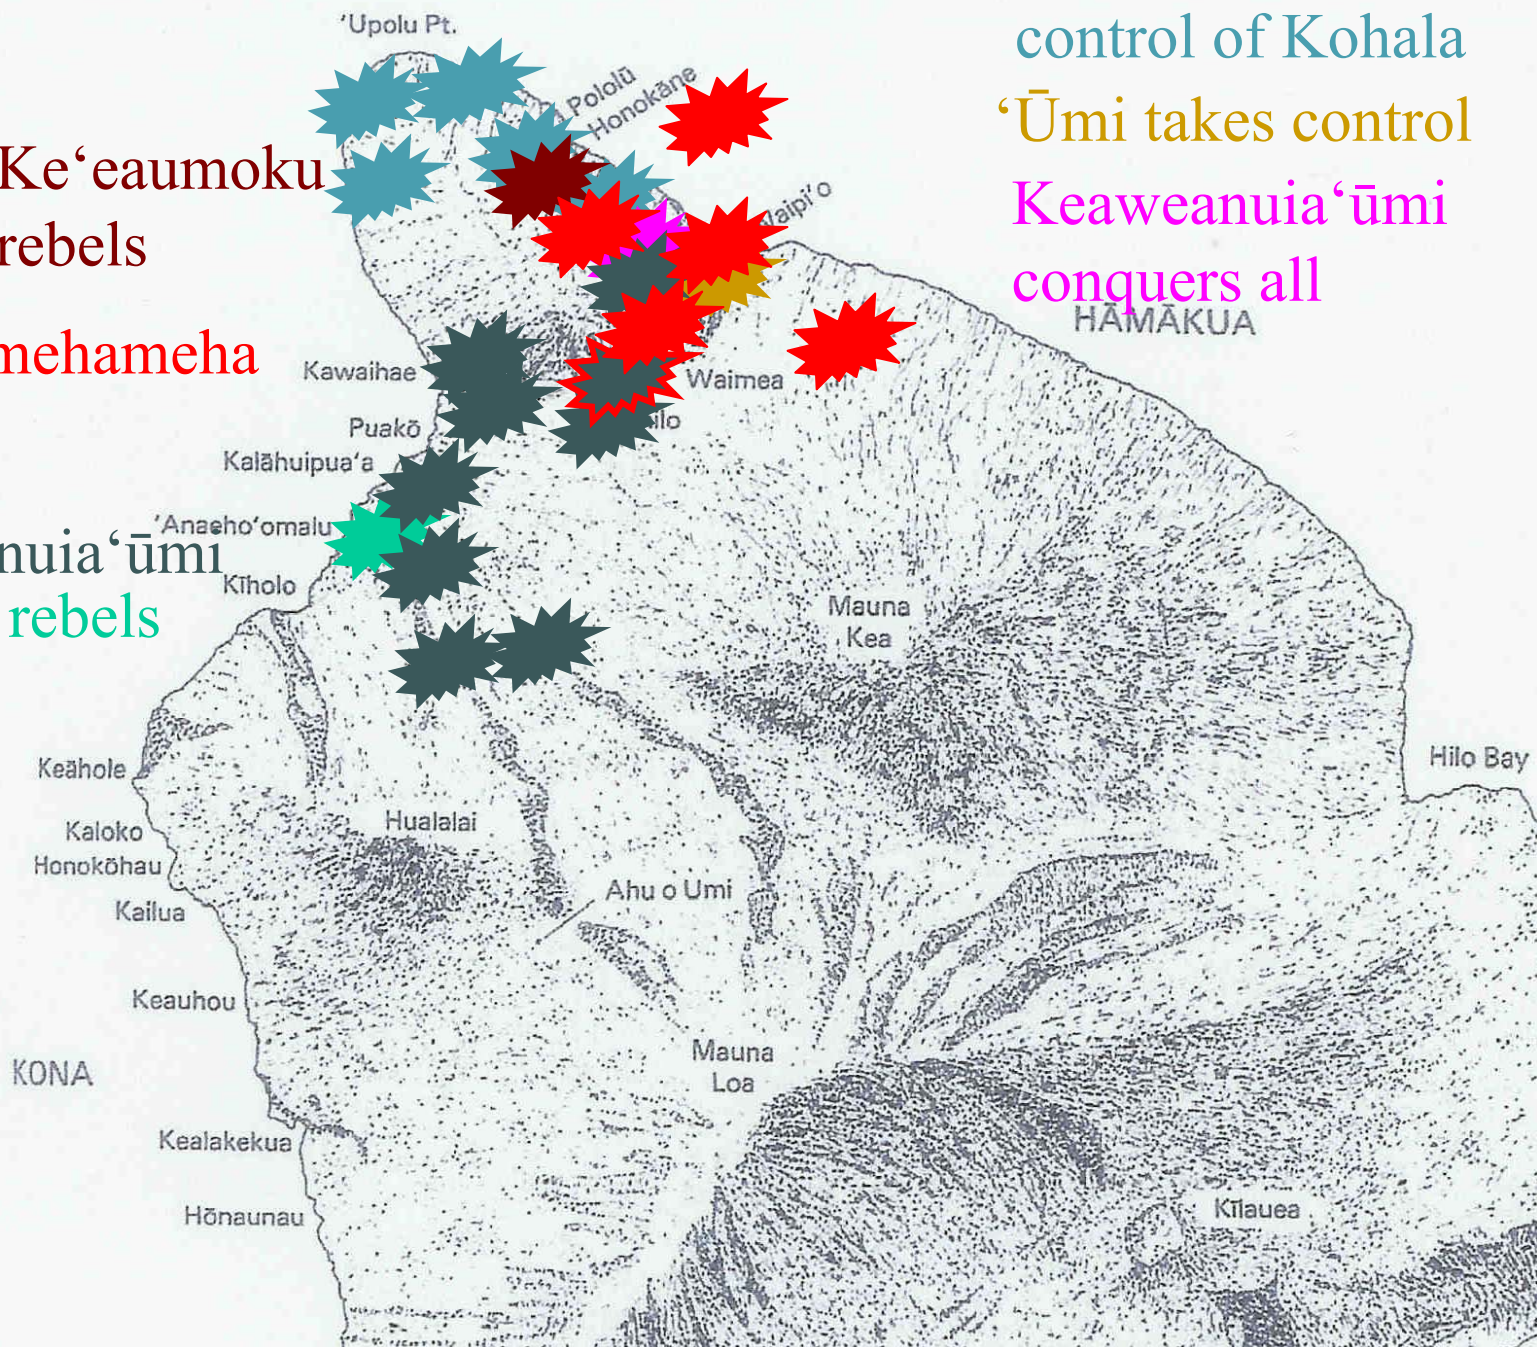 ʻUpolu Pt.
control of Kohala
Pololū
Honokāne
ʻŪmi takes control
Keʻeaumoku
rebels
Keaweanuiaʻūmi
conquers all
HĀMĀKUA
mehameha
Kawaihae
Waimea
Puakō
Kalāhuipuaʻa
nuiaʻūmi
rebels
Kīholo
Mauna
Kea
Keāhole
Hilo Bay
Kaloko
Hualalai
Honokōhau
Ahu o Umi
Kailua
Keauhou
Mauna
Loa
KONA
Kealakekua
Hōnaunau
Kīlauea